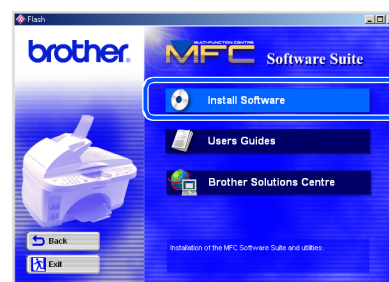 Flash
brother.
MULTI-FUNCTION CENTRE
MFC Software Suite
Install Software
Users Guides
Brother Solutions Centre
Back
Exit
Installation of the MFC Software Suite and utilities.